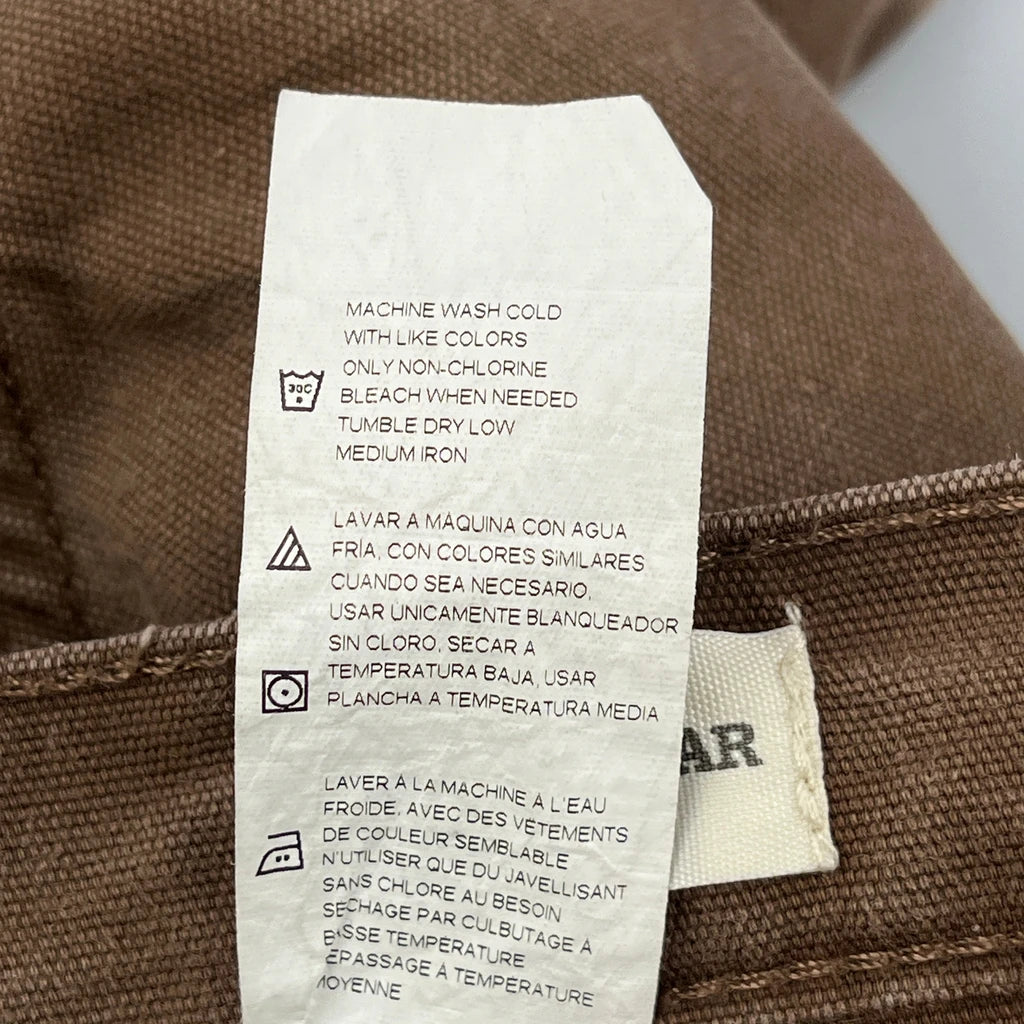 MACHINE WASH COLD
WITH LIKE COLORS
ONLY NON-CHLORINE
BLEACH WHEN NEEDED
TUMBLE DRY LOW
MEDIUM IRON
30C
LAVAR A MÁQUINA CON AGUA
FRÍA, CON COLORES SIMILARES
CUANDO SEA NECESARIO,
USAR ÚNICAMENTE BLANQUEADOR
SIN CLORO, SECAR A
TEMPERATURA BAJA, USAR
PLANCHA A TEMPERATURA MEDIA
AR
LAVER À LA MACHINE À L'EAU
FROIDE, AVEC DES VÊTEMENTS
DE COULEUR SEMBLABLE
N'UTILISER QUE DU JAVELLISANT
SANS CHLORE AU BESOIN
SÉCHAGE PAR CULBUTAGE À
BASSE TEMPÉRATURE
ÉPASSAGE À TEMPÉRATURE
MOYENNE